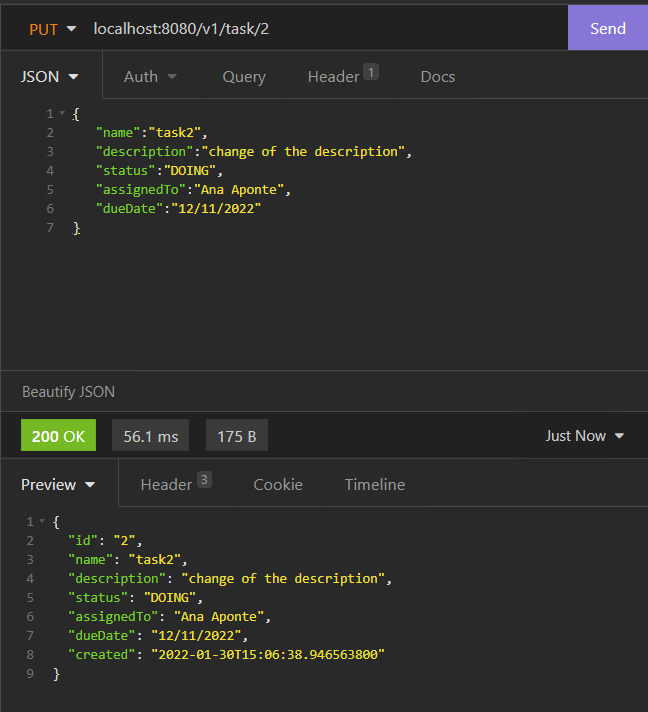 PUT localhost:8080/v1/task/2 Send
JSON Auth Query Header 1 Docs
1 {
2 "name":"task2",
3 "description":"change of the description",
4 "status":"DOING",
5 "assignedTo":"Ana Aponte",
6 "dueDate":"12/11/2022"
7 }
Beautify JSON
200 OK 56.1 ms 175 B Just Now
Preview Header 3 Cookie Timeline
1 {
2 "id": "2",
3 "name": "task2",
4 "description": "change of the description",
5 "status": "DOING",
6 "assignedTo": "Ana Aponte",
7 "dueDate": "12/11/2022",
8 "created": "2022-01-30T15:06:38.946563800"
9 }